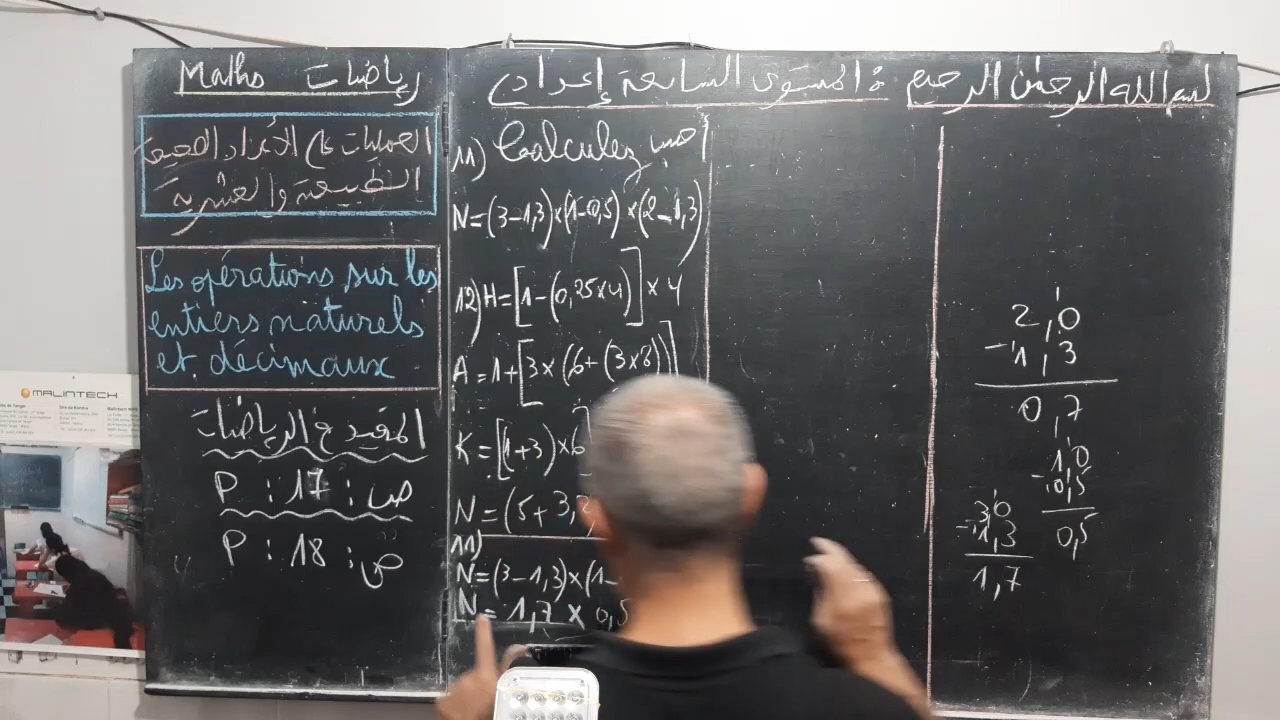 Maths رياضيات
العمليات على الأعداد الصحيحة
الطبيعية والعشرية
Les opérations sur les
entiers naturels
et décimaux
المفيد في الرياضيات
P : 17 : ص
P : 18 : ص
بسم الله الرحمن الرحيم : المستوى السابعة إعدادي
11) Calculez أحسب
N=(3-1,3)×(1-0,5)×(2-1,3)
12) H=[1-(0,25×4)]×4
A=1+[3×(6+(3×3))]
K=[(1+3)×6
N=(5+3,
11)
N=(3-1,3)×(1-
N=1,7×0,5
2,0
-1,3
0,7
1,0
-0,5
0,5
3,0
-1,3
1,7
MALINTECH